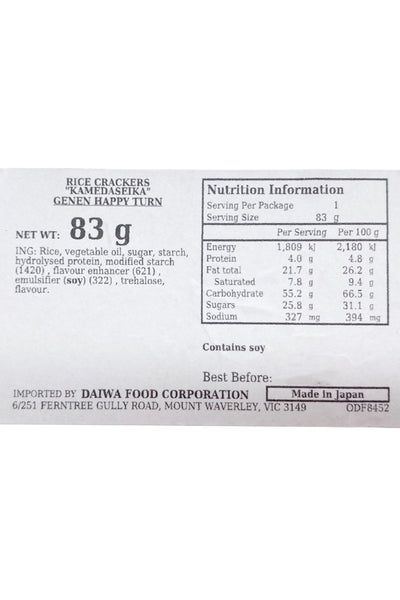 RICE CRACKERS
"KAMEDASEIKA"
GENEN HAPPY TURN
NET WT: 83 g
ING: Rice, vegetable oil, sugar, starch,
hydrolysed protein, modified starch
(1420) , flavour enhancer (621) ,
emulsifier (soy) (322) , trehalose,
flavour.
Nutrition Information
Serving Per Package 1
Serving Size 83 g
Per Serving Per 100 g
Energy 1,809 kJ 2,180 kJ
Protein 4.0 g 4.8 g
Fat total 21.7 g 26.2 g
Saturated 7.8 g 9.4 g
Carbohydrate 55.2 g 66.5 g
Sugars 25.8 g 31.1 g
Sodium 327 mg 394 mg
Contains soy
Best Before:
IMPORTED BY DAIWA FOOD CORPORATION Made in Japan
6/251 FERNTREE GULLY ROAD, MOUNT WAVERLEY, VIC 3149 ODF8452